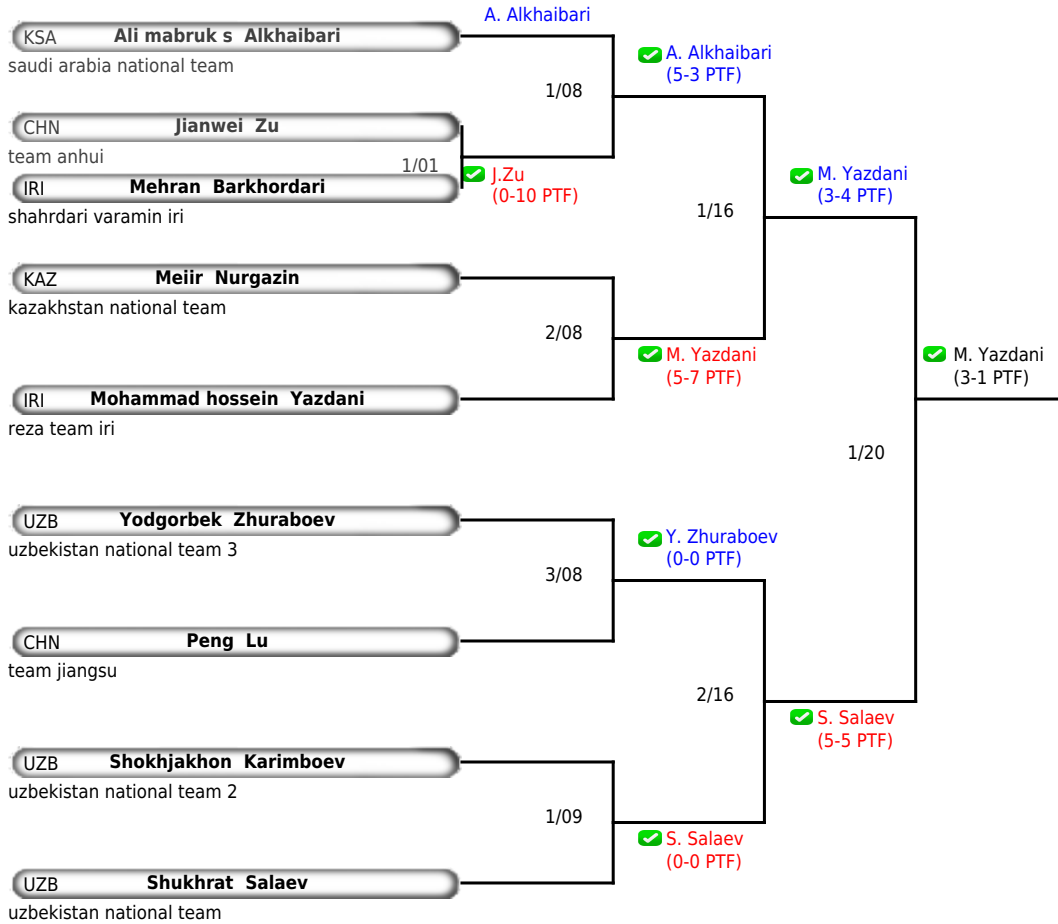 A. Alkhaibari
KSA Ali mabruk s Alkhaibari
saudi arabia national team
A. Alkhaibari
(5-3 PTF)
1/08
CHN Jianwei Zu
team anhui
1/01
J.Zu
(0-10 PTF)
IRI Mehran Barkhordari
shahrdari varamin iri
M. Yazdani
(3-4 PTF)
1/16
KAZ Meiir Nurgazin
kazakhstan national team
2/08
M. Yazdani
(5-7 PTF)
M. Yazdani
(3-1 PTF)
IRI Mohammad hossein Yazdani
reza team iri
1/20
UZB Yodgorbek Zhuraboev
uzbekistan national team 3
Y. Zhuraboev
(0-0 PTF)
3/08
CHN Peng Lu
team jiangsu
2/16
S. Salaev
(5-5 PTF)
UZB Shokhjakhon Karimboev
uzbekistan national team 2
1/09
S. Salaev
(0-0 PTF)
UZB Shukhrat Salaev
uzbekistan national team